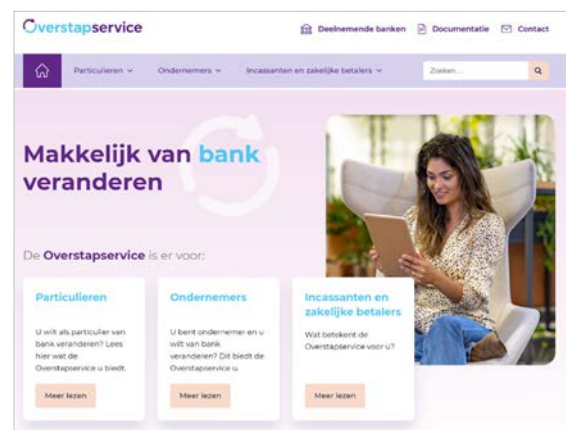 Overstapservice
Deelnemende banken Documentatie Contact
Particulieren Ondernemers Incassanten en zakelijke betalers Zoeken ...
Makkelijk van bank
veranderen
De Overstapservice is er voor:
Particulieren
U wilt als particulier van
bank veranderen? Lees
hier wat de
Overstapservice u biedt.
Meer lezen
Ondernemers
U bent ondernemer en u
wilt van bank
veranderen? Dit biedt de
Overstapservice u.
Meer lezen
Incassanten en
zakelijke betalers
Wat betekent de
Overstapservice voor u?
Meer lezen